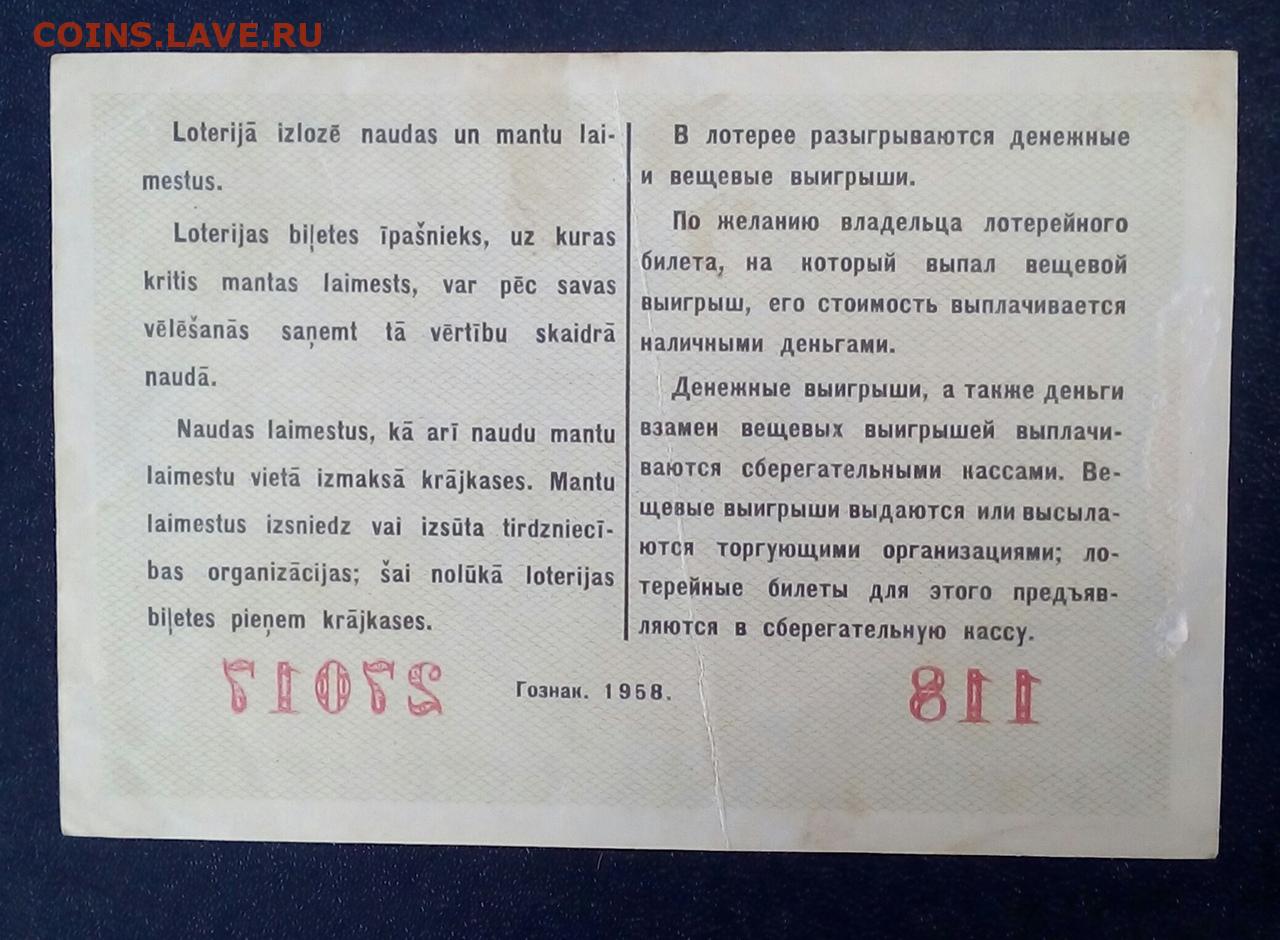 COINS.LAVE.RU
Loterijā izlozē naudas un mantu lai-
mestus.
Loterijas biļetes īpašnieks, uz kuras
kritis mantas laimests, var pēc savas
vēlēšanās saņemt tā vērtību skaidrā
naudā.
Naudas laimestus, kā arī naudu mantu
laimestu vietā izmaksā krājkases. Mantu
laimestus izsniedz vai izsūta tirdzniecī-
bas organizācijas; šai nolūkā loterijas
biļetes pieņem krājkases.
В лотерее разыгрываются денежные
и вещевые выигрыши.
По желанию владельца лотерейного
билета, на который выпал вещевой
выигрыш, его стоимость выплачивается
наличными деньгами.
Денежные выигрыши, а также деньги
взамен вещевых выигрышей выплачи-
ваются сберегательными кассами. Ве-
щевые выигрыши выдаются или высыла-
ются торгующими организациями; ло-
терейные билеты для этого предъяв-
ляются в сберегательную кассу.
27017
Гознак. 1958.
118